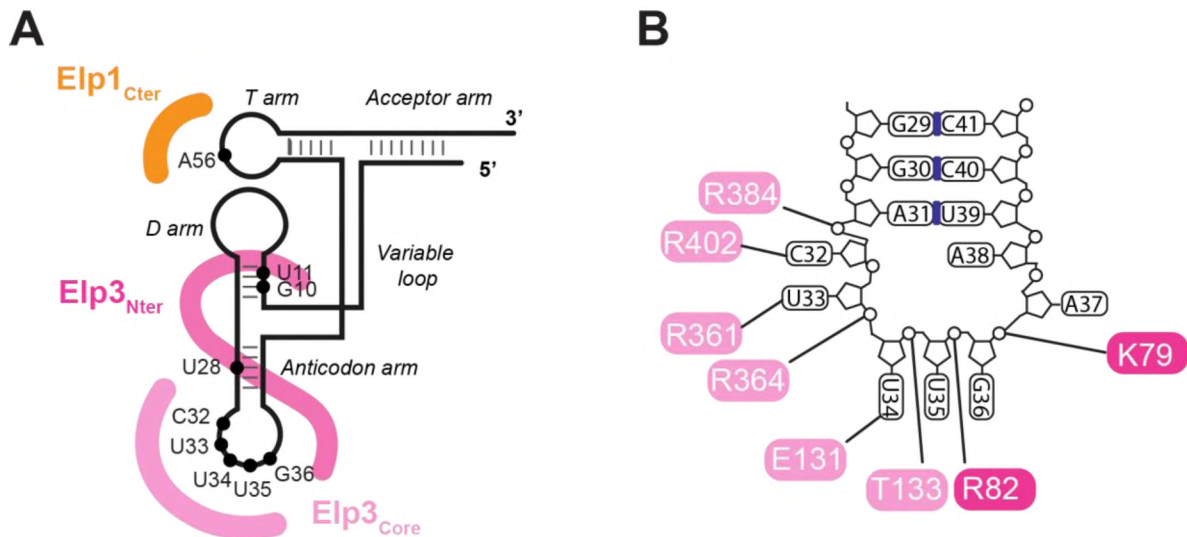 A
Elp1Cter
T arm
Acceptor arm
3’
A56
5’
D arm
Variable
loop
U11
G10
Elp3Nter
U28
Anticodon arm
C32
U33
U34
U35
G36
Elp3Core
B
G29 C41
G30 C40
R384
A31 U39
R402
C32
A38
U33
A37
R361
R364
K79
U34
U35
G36
E131
T133
R82